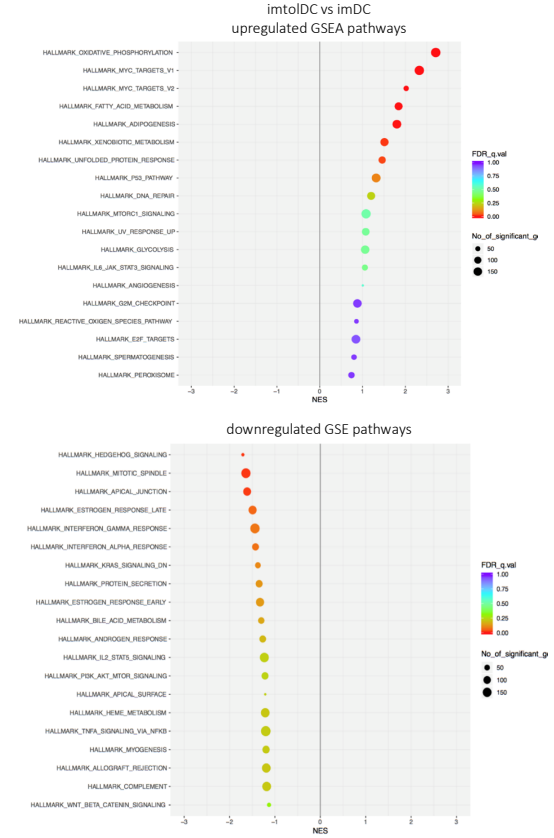 imtolDC vs imDC
upregulated GSEA pathways
HALLMARK_OXIDATIVE_PHOSPHORYLATION
HALLMARK_MYC_TARGETS_V1
HALLMARK_MYC_TARGETS_V2
HALLMARK_FATTY_ACID_METABOLISM
HALLMARK_ADIPOGENESIS
HALLMARK_XENOBIOTIC_METABOLISM
HALLMARK_UNFOLDED_PROTEIN_RESPONSE
HALLMARK_P53_PATHWAY
HALLMARK_DNA_REPAIR
HALLMARK_MTORC1_SIGNALING
HALLMARK_UV_RESPONSE_UP
HALLMARK_GLYCOLYSIS
HALLMARK_IL6_JAK_STAT3_SIGNALING
HALLMARK_ANGIOGENESIS
HALLMARK_G2M_CHECKPOINT
HALLMARK_REACTIVE_OXIGEN_SPECIES_PATHWAY
HALLMARK_E2F_TARGETS
HALLMARK_SPERMATOGENESIS
HALLMARK_PEROXISOME
-3 -2 -1 0 1 2 3
NES
FDR_q.val
1.00
0.75
0.50
0.25
0.00
No_of_significant_ge
50
100
150
downregulated GSE pathways
HALLMARK_HEDGEHOG_SIGNALING
HALLMARK_MITOTIC_SPINDLE
HALLMARK_APICAL_JUNCTION
HALLMARK_ESTROGEN_RESPONSE_LATE
HALLMARK_INTERFERON_GAMMA_RESPONSE
HALLMARK_INTERFERON_ALPHA_RESPONSE
HALLMARK_KRAS_SIGNALING_DN
HALLMARK_PROTEIN_SECRETION
HALLMARK_ESTROGEN_RESPONSE_EARLY
HALLMARK_BILE_ACID_METABOLISM
HALLMARK_ANDROGEN_RESPONSE
HALLMARK_IL2_STAT5_SIGNALING
HALLMARK_PI3K_AKT_MTOR_SIGNALING
HALLMARK_APICAL_SURFACE
HALLMARK_HEME_METABOLISM
HALLMARK_TNFA_SIGNALING_VIA_NFKB
HALLMARK_MYOGENESIS
HALLMARK_ALLOGRAFT_REJECTION
HALLMARK_COMPLEMENT
HALLMARK_WNT_BETA_CATENIN_SIGNALING
-3 -2 -1 0 1 2 3
NES
FDR_q.val
1.00
0.75
0.50
0.25
0.00
No_of_significant_ge
50
100
150